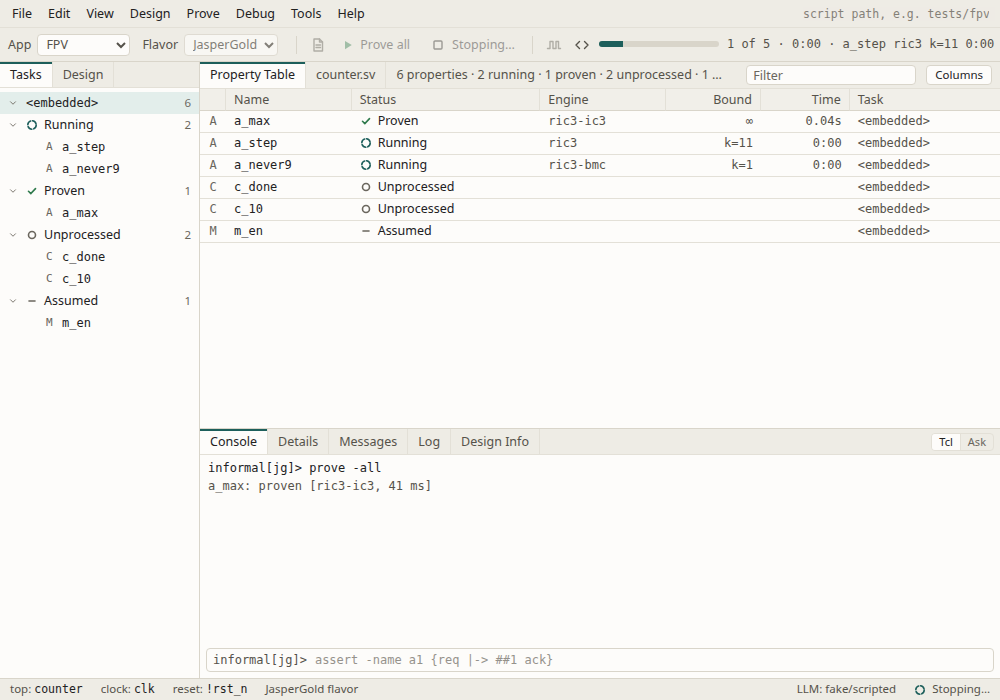 File Edit View Design Prove Debug Tools Help script path, e.g. tests/fpv
App FPV Flavor JasperGold Prove all Stopping... 1 of 5 · 0:00 · a_step ric3 k=11 0:00
Tasks Design
<embedded> 6
Running 2
A a_step
A a_never9
Proven 1
A a_max
Unprocessed 2
C c_done
C c_10
Assumed 1
M m_en
Property Table counter.sv 6 properties · 2 running · 1 proven · 2 unprocessed · 1 ... Filter Columns
Name Status Engine Bound Time Task
A a_max Proven ric3-ic3 ∞ 0.04s <embedded>
A a_step Running ric3 k=11 0:00 <embedded>
A a_never9 Running ric3-bmc k=1 0:00 <embedded>
C c_done Unprocessed <embedded>
C c_10 Unprocessed <embedded>
M m_en Assumed <embedded>
Console Details Messages Log Design Info Tcl Ask
informal[jg]> prove -all
a_max: proven [ric3-ic3, 41 ms]
informal[jg]> assert -name a1 {req |-> ##1 ack}
top: counter clock: clk reset: !rst_n JasperGold flavor LLM: fake/scripted Stopping...